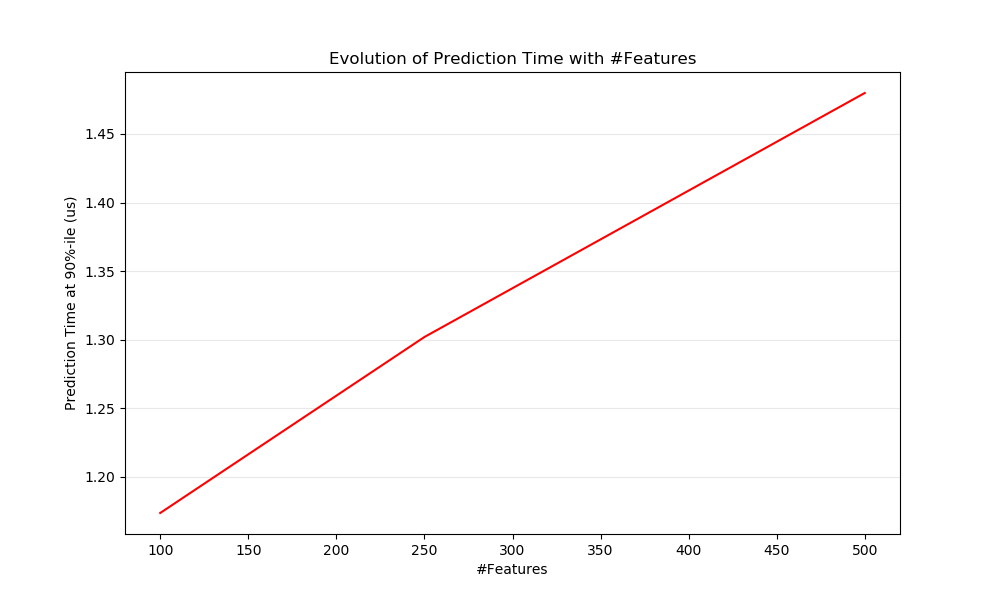 Evolution of Prediction Time with #Features
Prediction Time at 90%-ile (us)
1.45
1.40
1.35
1.30
1.25
1.20
100 150 200 250 300 350 400 450 500
#Features